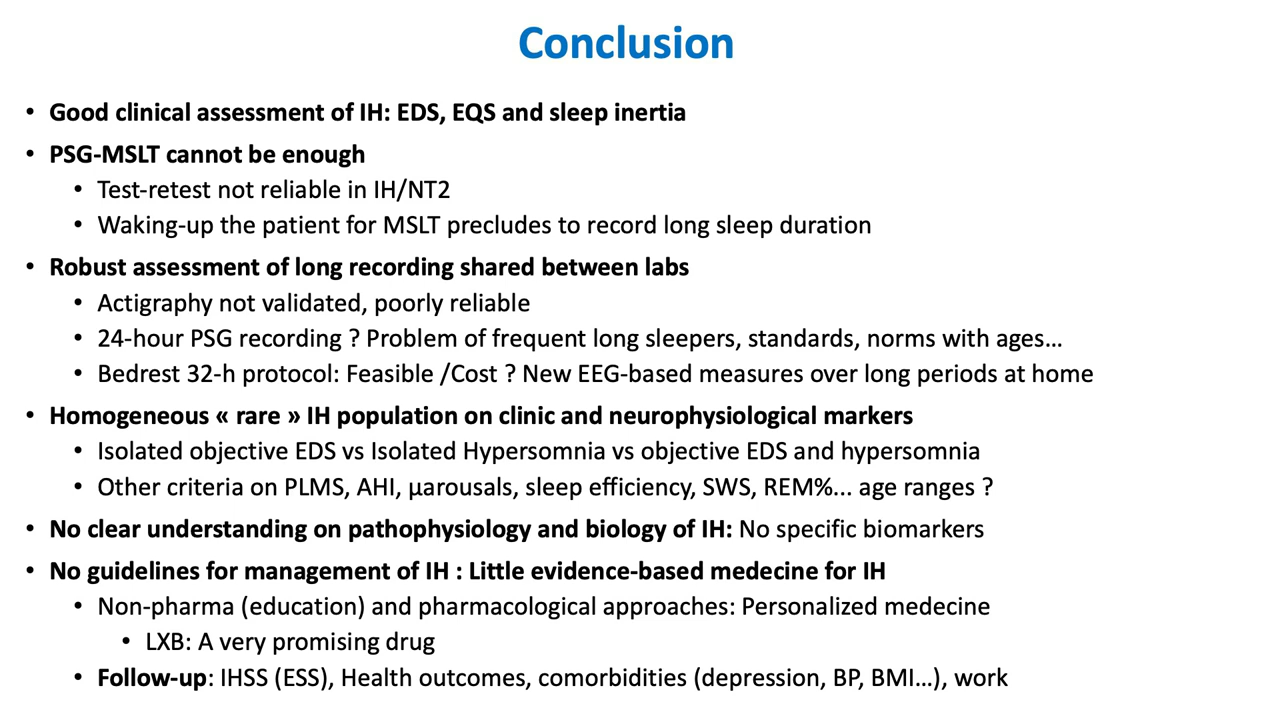 Conclusion
• Good clinical assessment of IH: EDS, EQS and sleep inertia
• PSG-MSLT cannot be enough
• Test-retest not reliable in IH/NT2
• Waking-up the patient for MSLT precludes to record long sleep duration
• Robust assessment of long recording shared between labs
• Actigraphy not validated, poorly reliable
• 24-hour PSG recording ? Problem of frequent long sleepers, standards, norms with ages…
• Bedrest 32-h protocol: Feasible /Cost ? New EEG-based measures over long periods at home
• Homogeneous « rare » IH population on clinic and neurophysiological markers
• Isolated objective EDS vs Isolated Hypersomnia vs objective EDS and hypersomnia
• Other criteria on PLMS, AHI, µarousals, sleep efficiency, SWS, REM%... age ranges ?
• No clear understanding on pathophysiology and biology of IH: No specific biomarkers
• No guidelines for management of IH : Little evidence-based medecine for IH
• Non-pharma (education) and pharmacological approaches: Personalized medecine
• LXB: A very promising drug
• Follow-up: IHSS (ESS), Health outcomes, comorbidities (depression, BP, BMI…), work